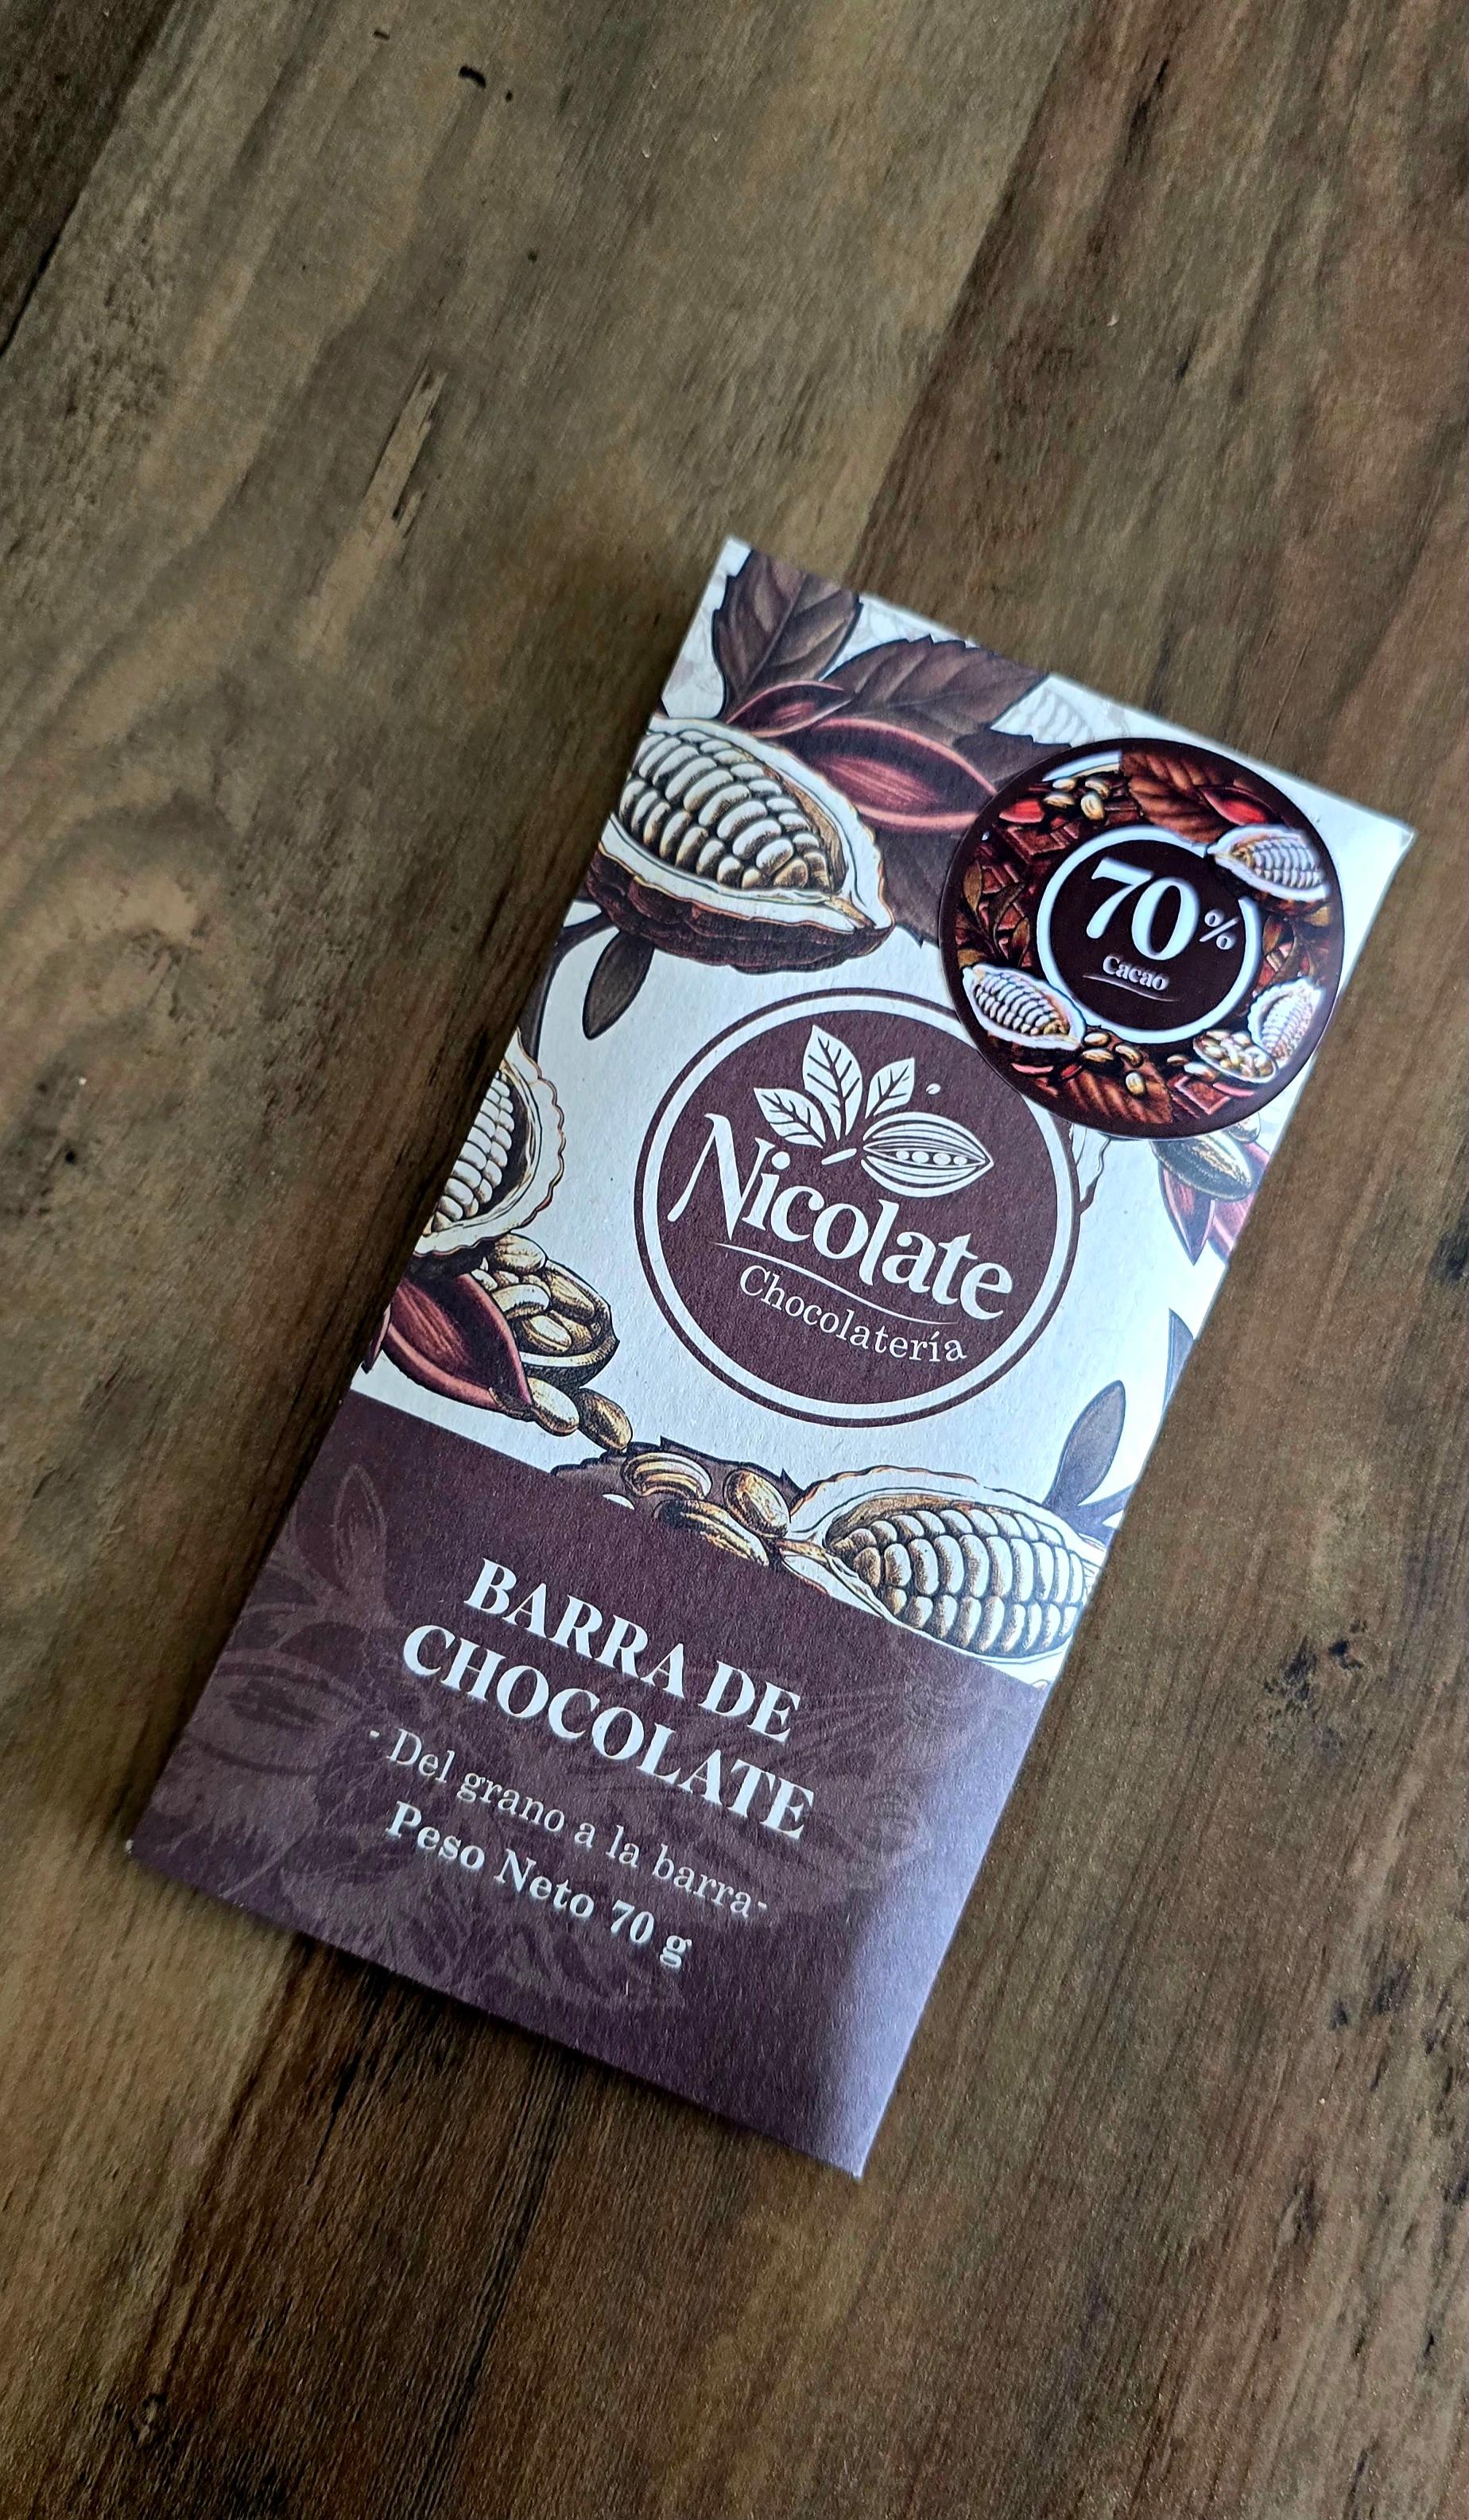 70%
Cacao
Nicolate
Chocolatería
BARRA DE
CHOCOLATE
- Del grano a la barra-
Peso Neto 70 g